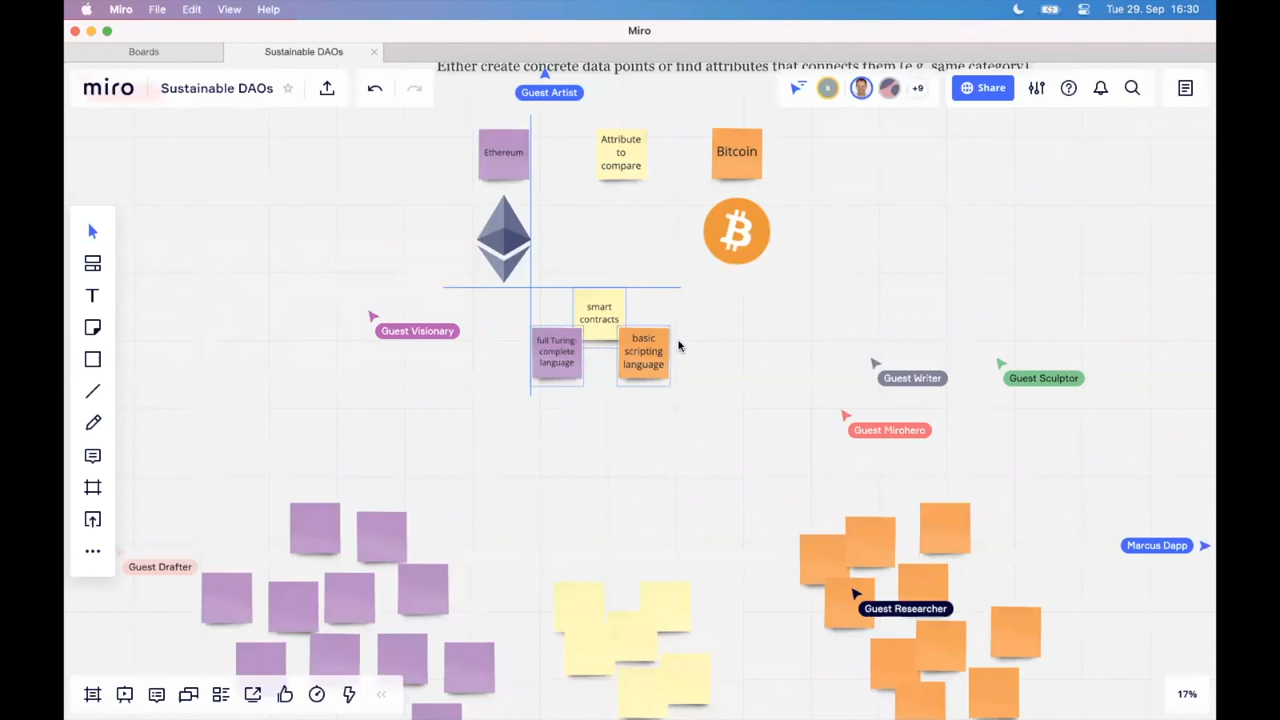 Miro File Edit View Help Tue 29. Sep 16:30
Miro
Boards Sustainable DAOs
Either create concrete data points or find attributes that connects them (e.g. same category).
miro Sustainable DAOs +9 Share
Guest Artist
Ethereum
Attribute
to
compare
Bitcoin
smart
contracts
full Turing-
complete
language
basic
scripting
language
Guest Visionary
Guest Writer
Guest Sculptor
Guest Mirohero
Marcus Dapp
Guest Drafter
Guest Researcher
17%